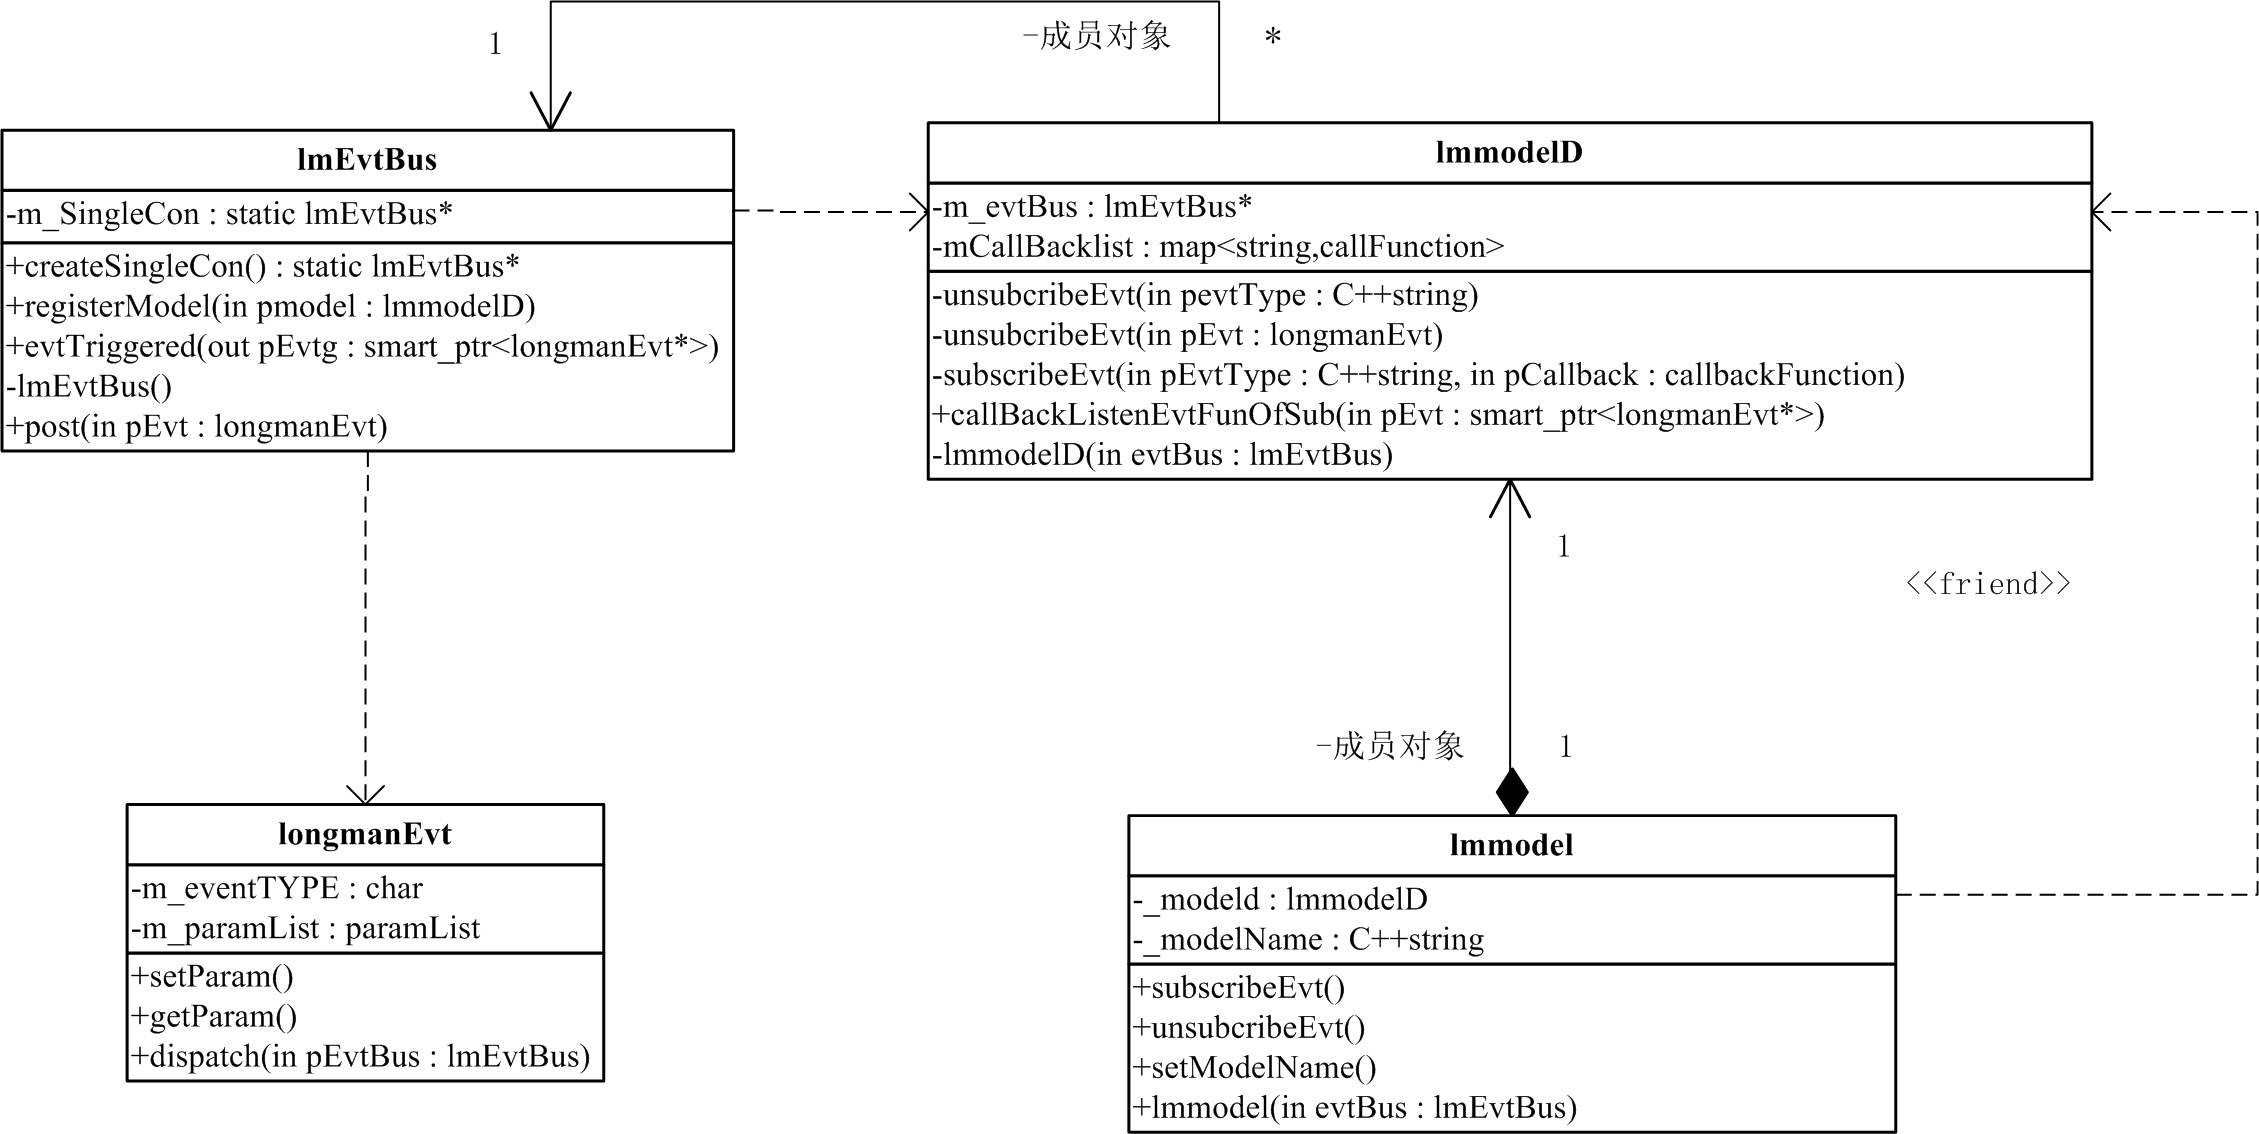 1
-成员对象
*
lmEvtBus
-m_SingleCon : static lmEvtBus*
+createSingleCon() : static lmEvtBus*
+registerModel(in pmodel : lmmodelD)
+evtTriggered(out pEvtg : smart_ptr<longmanEvt*>)
-lmEvtBus()
+post(in pEvt : longmanEvt)
lmmodelD
-m_evtBus : lmEvtBus*
-mCallBacklist : map<string,callFunction>
-unsubcribeEvt(in pevtType : C++string)
-unsubcribeEvt(in pEvt : longmanEvt)
-subscribeEvt(in pEvtType : C++string, in pCallback : callbackFunction)
+callBackListenEvtFunOfSub(in pEvt : smart_ptr<longmanEvt*>)
-lmmodelD(in evtBus : lmEvtBus)
1
<<friend>>
-成员对象
1
longmanEvt
-m_eventTYPE : char
-m_paramList : paramList
+setParam()
+getParam()
+dispatch(in pEvtBus : lmEvtBus)
lmmodel
-_modeld : lmmodelD
-_modelName : C++string
+subscribeEvt()
+unsubcribeEvt()
+setModelName()
+lmmodel(in evtBus : lmEvtBus)